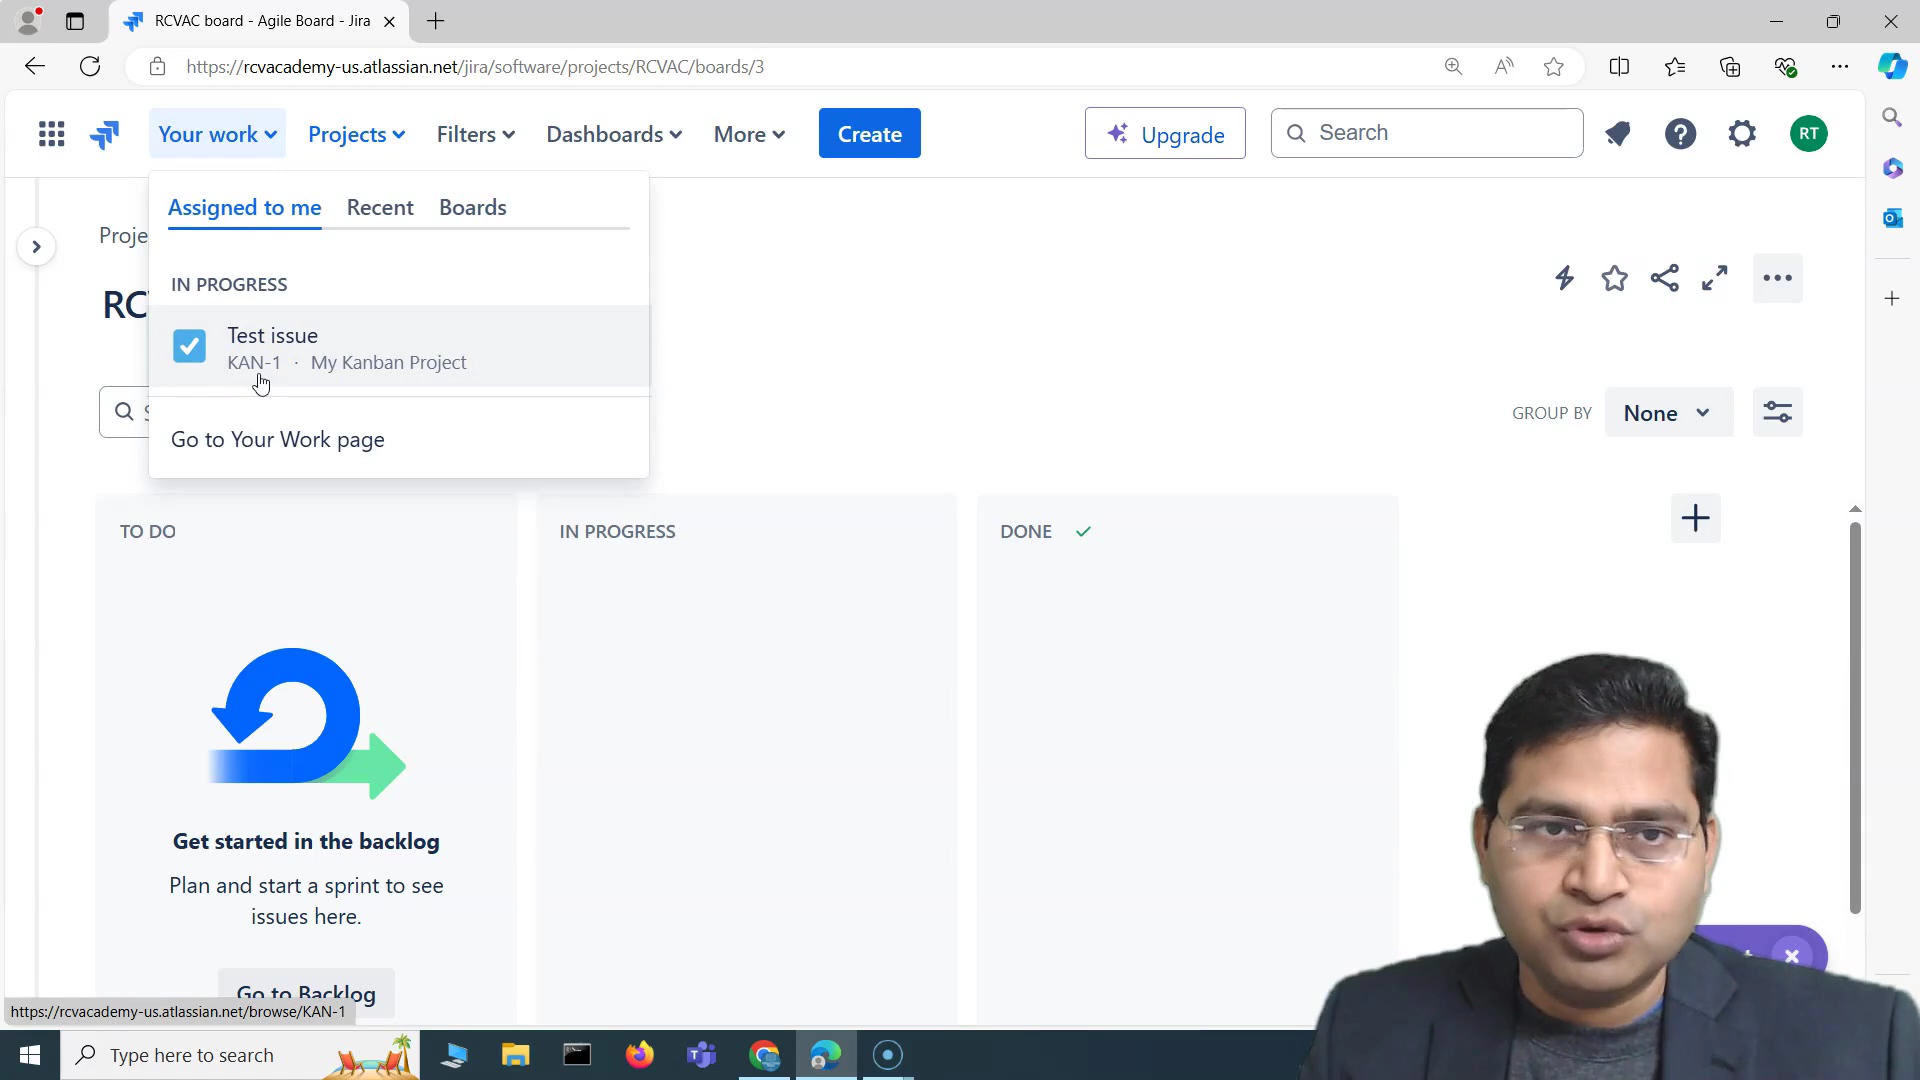 RCVAC board - Agile Board - Jira
https://rcvacademy-us.atlassian.net/jira/software/projects/RCVAC/boards/3
Your work
Projects
Filters
Dashboards
More
Create
Upgrade
Search
RT
Assigned to me
Recent
Boards
Proje
IN PROGRESS
RC
Test issue
KAN-1 · My Kanban Project
GROUP BY
None
Go to Your Work page
TO DO
IN PROGRESS
DONE
Get started in the backlog
Plan and start a sprint to see
issues here.
Go to Backlog
https://rcvacademy-us.atlassian.net/browse/KAN-1
Type here to search